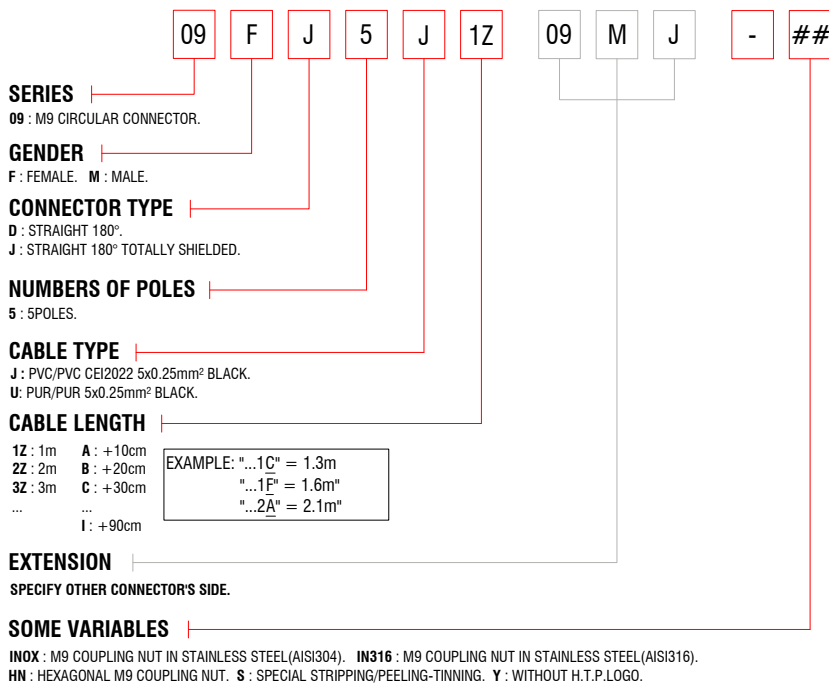 09 F J 5 J 1Z 09 M J - ##
SERIES
09 : M9 CIRCULAR CONNECTOR.
GENDER
F : FEMALE. M : MALE.
CONNECTOR TYPE
D : STRAIGHT 180°.
J : STRAIGHT 180° TOTALLY SHIELDED.
NUMBERS OF POLES
5 : 5POLES.
CABLE TYPE
J : PVC/PVC CEI2022 5x0.25mm² BLACK.
U: PUR/PUR 5x0.25mm² BLACK.
CABLE LENGTH
1Z : 1m A : +10cm
2Z : 2m B : +20cm
3Z : 3m C : +30cm
... ...
I : +90cm
EXAMPLE: "...1C" = 1.3m
"...1F" = 1.6m"
"...2A" = 2.1m"
EXTENSION
SPECIFY OTHER CONNECTOR'S SIDE.
SOME VARIABLES
INOX : M9 COUPLING NUT IN STAINLESS STEEL(AISI304). IN316 : M9 COUPLING NUT IN STAINLESS STEEL(AISI316).
HN : HEXAGONAL M9 COUPLING NUT. S : SPECIAL STRIPPING/PEELING-TINNING. Y : WITHOUT H.T.P.LOGO.